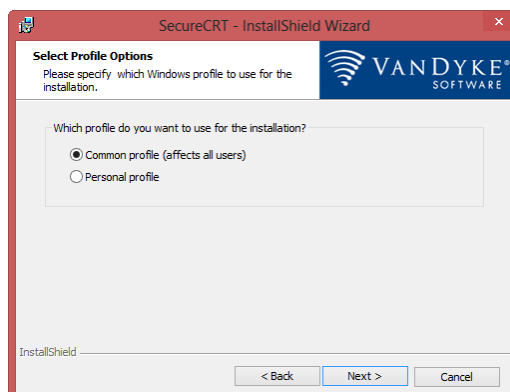 SecureCRT - InstallShield Wizard
Select Profile Options
Please specify which Windows profile to use for the
installation.
VANDYKE®
SOFTWARE
Which profile do you want to use for the installation?
Common profile (affects all users)
Personal profile
InstallShield
< Back
Next >
Cancel